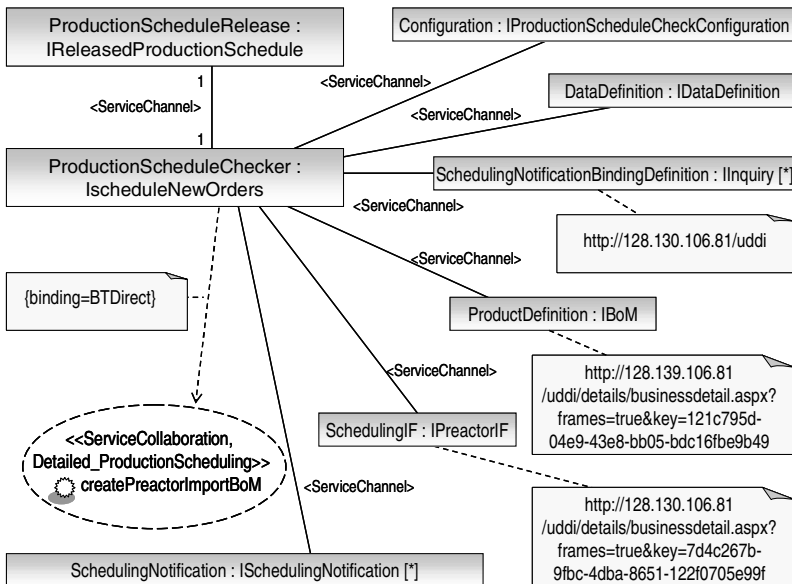 ProductionScheduleRelease :
IReleasedProductionSchedule
Configuration : IProductionScheduleCheckConfiguration
1
<ServiceChannel>
<ServiceChannel>
DataDefinition : IDataDefinition
<ServiceChannel>
1
ProductionScheduleChecker :
IscheduleNewOrders
SchedulingNotificationBindingDefinition : IInquiry [*]
<ServiceChannel>
http://128.130.106.81/uddi
<ServiceChannel>
{binding=BTDirect}
ProductDefinition : IBoM
http://128.139.106.81
/uddi/details/businessdetail.aspx?
frames=true&key=121c795d-
04e9-43e8-bb05-bdc16fbe9b49
<ServiceChannel>
<<ServiceCollaboration,
Detailed_ProductionScheduling>>
createPreactorImportBoM
SchedulingIF : IPreactorIF
<ServiceChannel>
http://128.130.106.81
/uddi/details/businessdetail.aspx?
frames=true&key=7d4c267b-
9fbc-4dba-8651-122f0705e99f
SchedulingNotification : ISchedulingNotification [*]